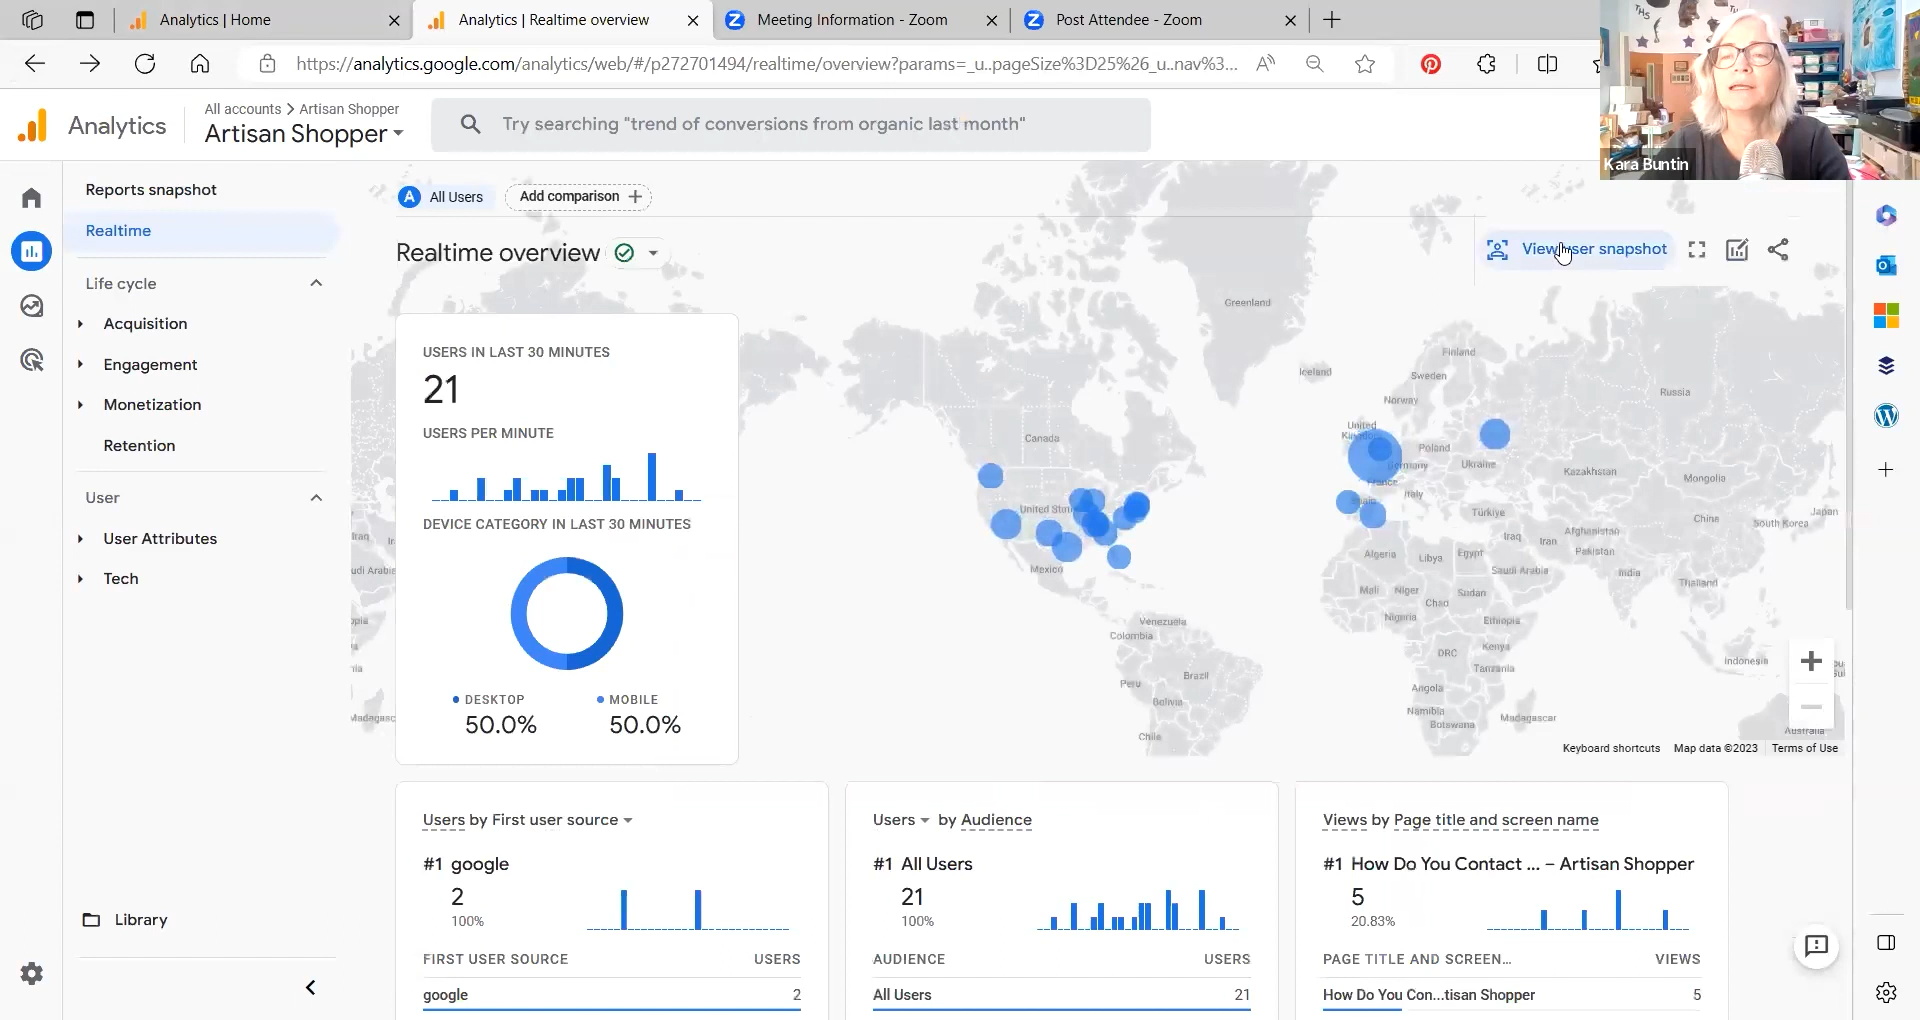 Analytics | Home
Analytics | Realtime overview
Meeting Information - Zoom
Post Attendee - Zoom
https://analytics.google.com/analytics/web/#/p272701494/realtime/overview?params=_u..pageSize%3D25%26_u..nav%3...
Kara Buntin
Analytics
All accounts > Artisan Shopper
Artisan Shopper
Try searching "trend of conversions from organic last month"
Reports snapshot
Realtime
Life cycle
Acquisition
Engagement
Monetization
Retention
User
User Attributes
Tech
Library
A All Users
Add comparison +
Realtime overview
View user snapshot
USERS IN LAST 30 MINUTES
21
USERS PER MINUTE
DEVICE CATEGORY IN LAST 30 MINUTES
DESKTOP
50.0%
MOBILE
50.0%
Greenland
Iceland
Finland
Sweden
Norway
Russia
United
Canada
Poland
Germany
Ukraine
Kazakhstan
Mongolia
France
Italy
United States
Türkiye
China
Japan
South Korea
Afghanistan
Iraq
Iran
Pakistan
Algeria
Libya
Egypt
Saudi Arabia
India
Thailand
Mexico
Mali
Niger
Chad
Sudan
Nigeria
Ethiopia
Venezuela
Colombia
DRC
Kenya
Tanzania
Indonesia
Peru
Brazil
Bolivia
Angola
Namibia
Botswana
Madagascar
Chile
Australia
Keyboard shortcuts
Map data ©2023
Terms of Use
Users by First user source
#1 google
2
100%
FIRST USER SOURCE
USERS
google
2
Users by Audience
#1 All Users
21
100%
AUDIENCE
USERS
All Users
21
Views by Page title and screen name
#1 How Do You Contact ... – Artisan Shopper
5
20.83%
PAGE TITLE AND SCREEN...
VIEWS
How Do You Con...tisan Shopper
5